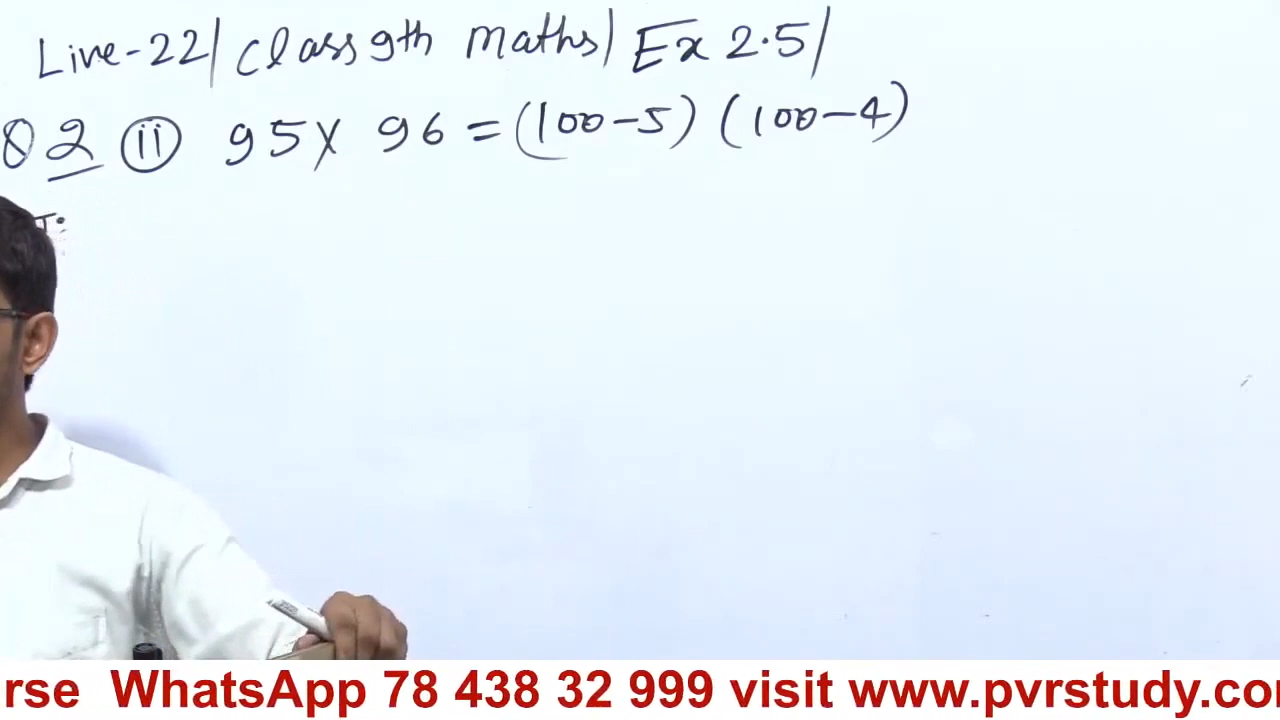 Live-22/ Class 9th maths/ Ex 2.5/
Q 2 (ii) 95 x 96 = (100-5) (100-4)
rse WhatsApp 78 438 32 999 visit www.pvrstudy.co